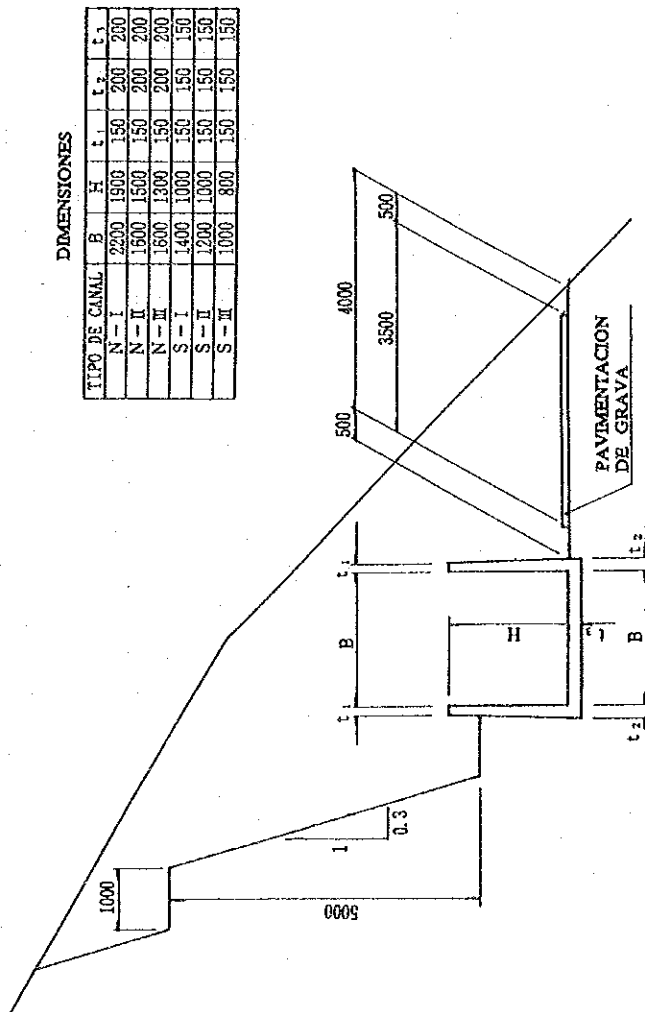 DIMENSIONES
TIPO DE CANAL B H t₁ t₂ t₃
N - I 2200 1900 150 200 200
N - II 1600 1500 150 200 200
N - III 1600 1300 150 200 200
S - I 1400 1000 150 150 150
S - II 1200 1000 150 150 150
S - III 1000 800 150 150 150
1000
5000
1
0.3
t₁ B t₁
H
t₂ B t₂
500 4000
3500 500
PAVIMENTACION
DE GRAVA